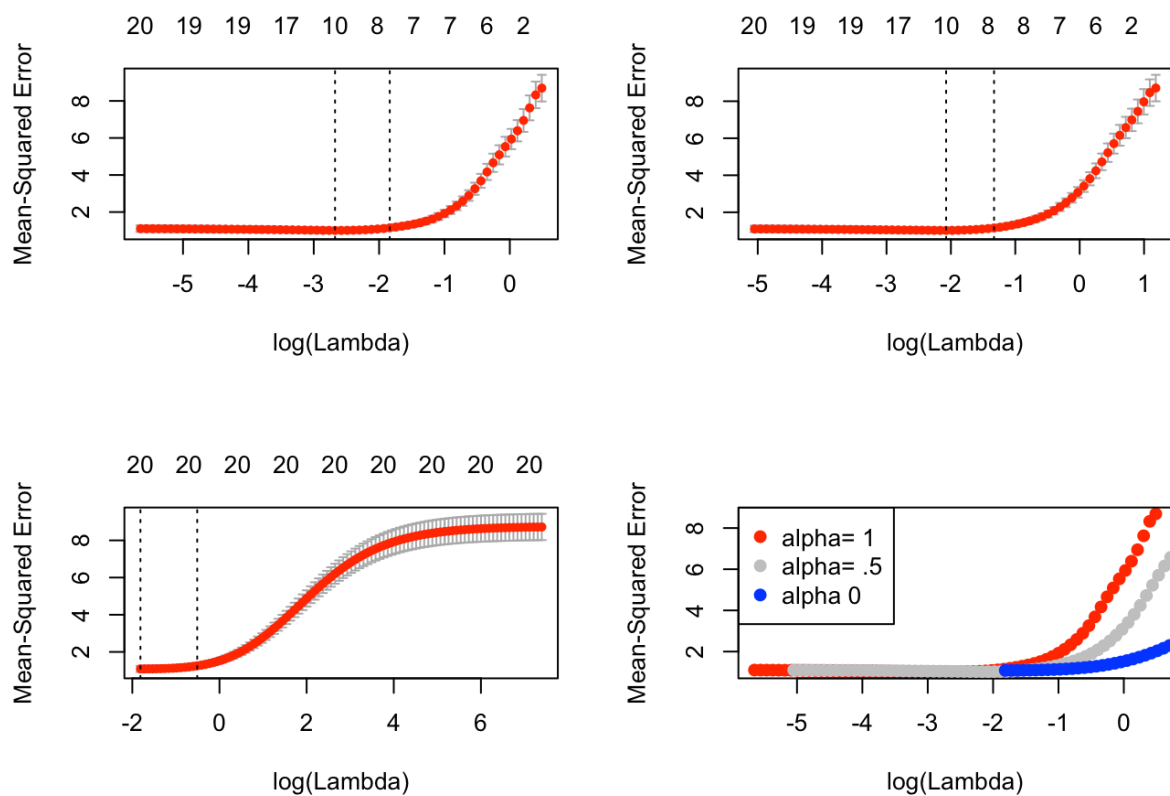 20 19 19 17 10 8 7 7 6 2
Mean-Squared Error
8
6
4
2
-5 -4 -3 -2 -1 0
log(Lambda)
20 19 19 17 10 8 8 7 6 2
Mean-Squared Error
8
6
4
2
-5 -4 -3 -2 -1 0 1
log(Lambda)
20 20 20 20 20 20 20 20 20
Mean-Squared Error
8
6
4
2
-2 0 2 4 6
log(Lambda)
Mean-Squared Error
8
6
4
2
alpha= 1
alpha= .5
alpha 0
-5 -4 -3 -2 -1 0
log(Lambda)